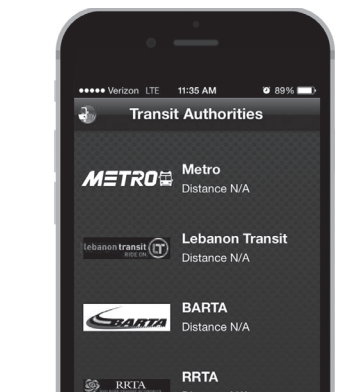 Verizon LTE 11:35 AM 89%
Transit Authorities
METRO
Metro
Distance N/A
lebanon transit LT
RIDE ON.
Lebanon Transit
Distance N/A
BARTA
BARTA
Distance N/A
RRTA
RRTA